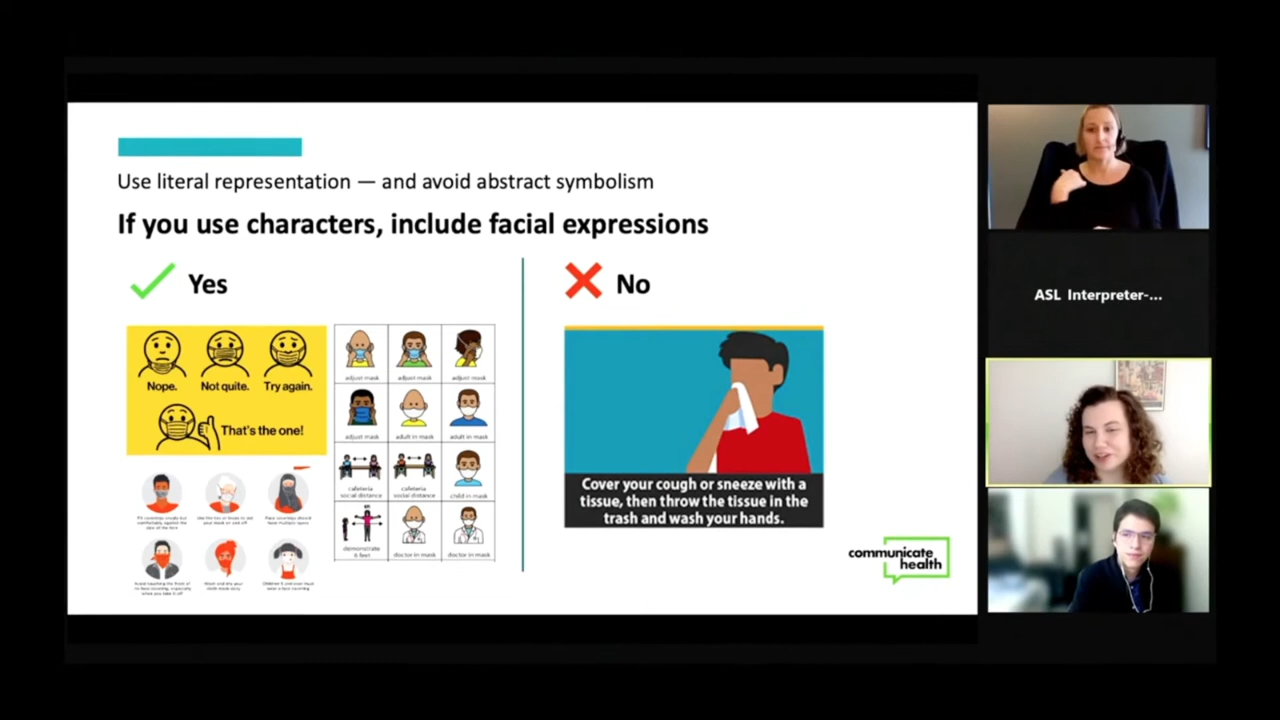 Use literal representation — and avoid abstract symbolism
If you use characters, include facial expressions
Yes
No
Nope.
Not quite.
Try again.
That's the one!
adjust mask
adjust mask
adjust mask
adjust mask
adult in mask
adult in mask
cafeteria
social distance
cafeteria
social distance
child in mask
demonstrate
6 feet
doctor in mask
doctor in mask
Cover your cough or sneeze with a
tissue, then throw the tissue in the
trash and wash your hands.
communicate
health
ASL Interpreter-...